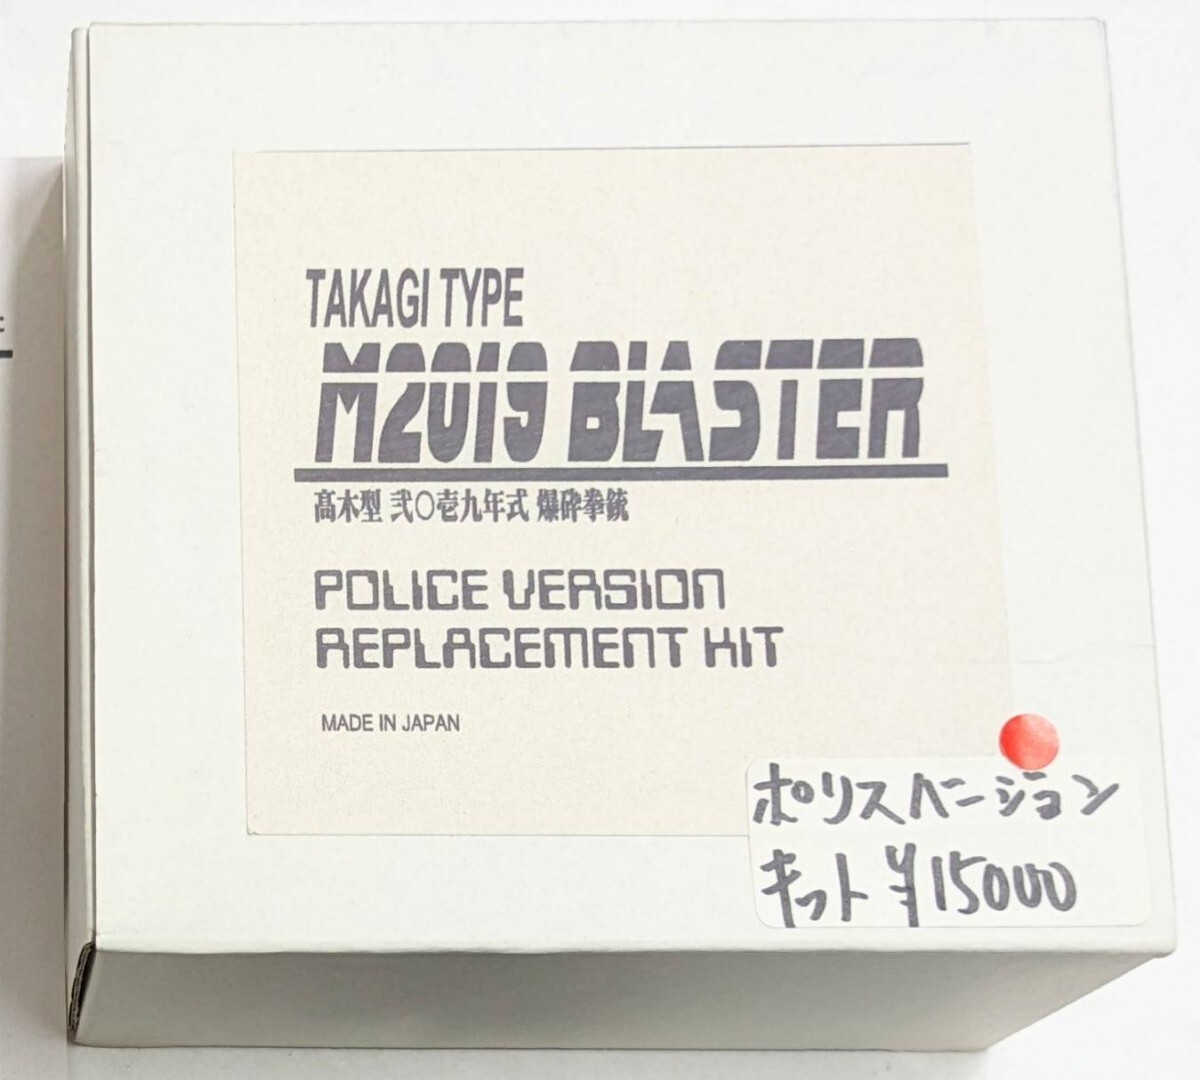 TAKAGI TYPE
M2019 BLASTER
髙木型 弐〇壱九年式 爆砕拳銃
POLICE VERSION
REPLACEMENT KIT
MADE IN JAPAN
ポリスバージョン
キット ¥15000